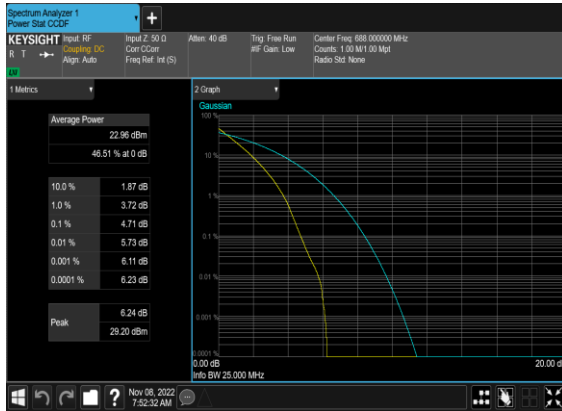 Spectrum Analyzer 1
Power Stat CCDF
+
KEYSIGHT
R T
LXI
Input: RF
Coupling: DC
Align: Auto
Input Z: 50 Ω
Corr CCorr
Freq Ref: Int (S)
Atten: 40 dB
Trig: Free Run
#IF Gain: Low
Center Freq: 688.000000 MHz
Counts: 1.00 M/1.00 Mpt
Radio Std: None
1 Metrics
Average Power
22.96 dBm
46.51 % at 0 dB
10.0 % 1.87 dB
1.0 % 3.72 dB
0.1 % 4.71 dB
0.01 % 5.73 dB
0.001 % 6.11 dB
0.0001 % 6.23 dB
Peak 6.24 dB
29.20 dBm
2 Graph
Gaussian
100 %
10 %
1 %
0.1 %
0.01 %
0.001 %
0.0001 %
0.00 dB
20.00 d
Info BW 25.000 MHz
?
Nov 08, 2022
7:52:32 AM